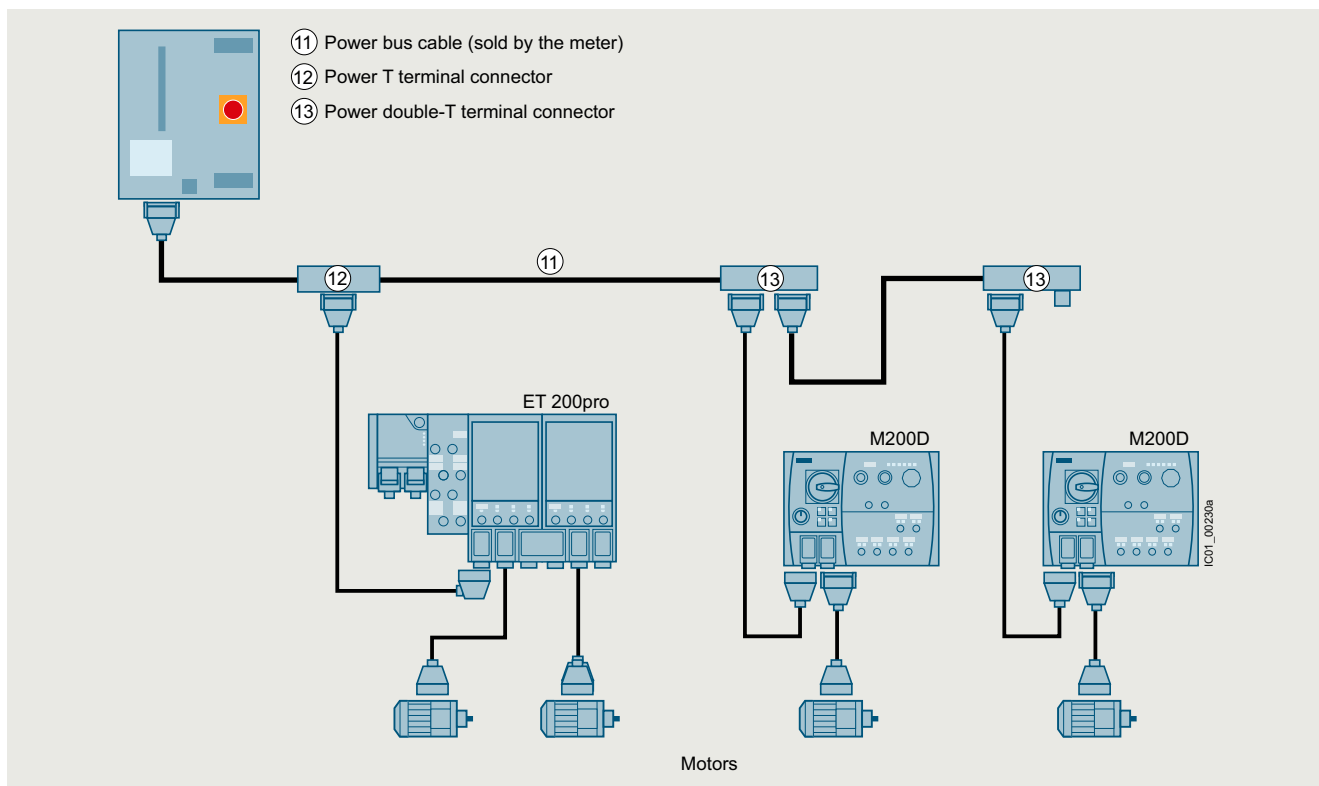 11 Power bus cable (sold by the meter)
12 Power T terminal connector
13 Power double-T terminal connector
11
12
13
13
ET 200pro
M200D
M200D
IC01_00230a
Motors